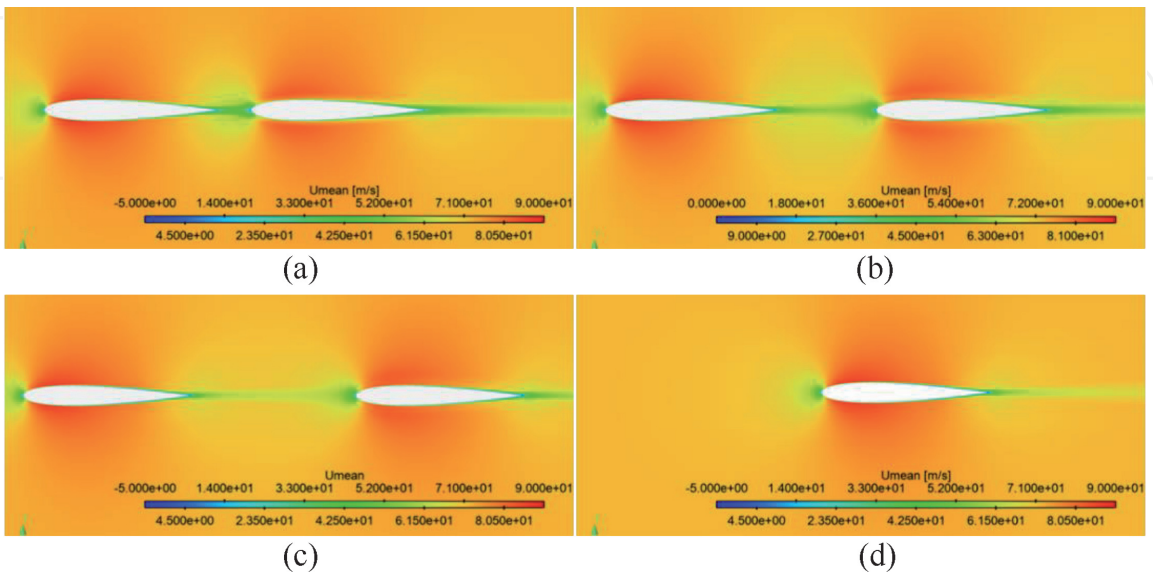 Umean [m/s]
-5.000e+00 1.400e+01 3.300e+01 5.200e+01 7.100e+01 9.000e+01
4.500e+00 2.350e+01 4.250e+01 6.150e+01 8.050e+01
(a)
Umean [m/s]
0.000e+00 1.800e+01 3.600e+01 5.400e+01 7.200e+01 9.000e+01
9.000e+00 2.700e+01 4.500e+01 6.300e+01 8.100e+01
(b)
Umean
-5.000e+00 1.400e+01 3.300e+01 5.200e+01 7.100e+01 9.000e+01
4.500e+00 2.350e+01 4.250e+01 6.150e+01 8.050e+01
(c)
Umean [m/s]
-5.000e+00 1.400e+01 3.300e+01 5.200e+01 7.100e+01 9.000e+01
4.500e+00 2.350e+01 4.250e+01 6.150e+01 8.050e+01
(d)